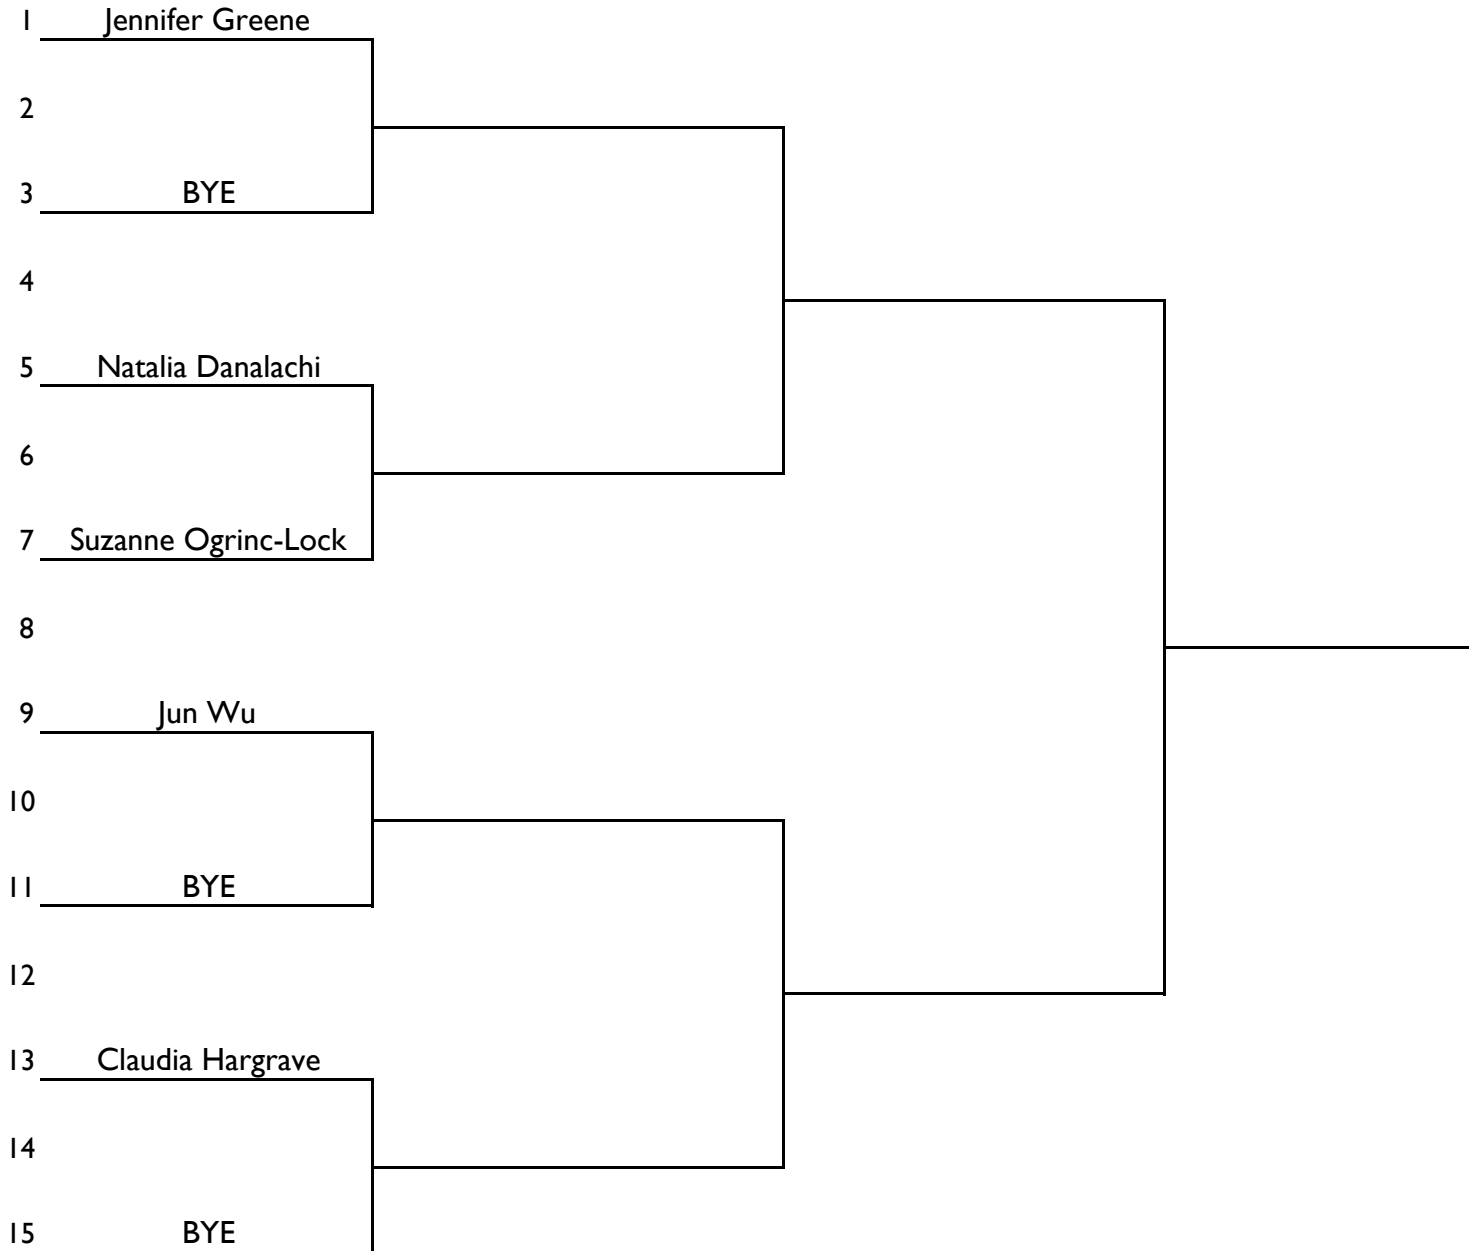 1 Jennifer Greene
2
3 BYE
4
5 Natalia Danalachi
6
7 Suzanne Ogrinc-Lock
8
9 Jun Wu
10
11 BYE
12
13 Claudia Hargrave
14
15 BYE